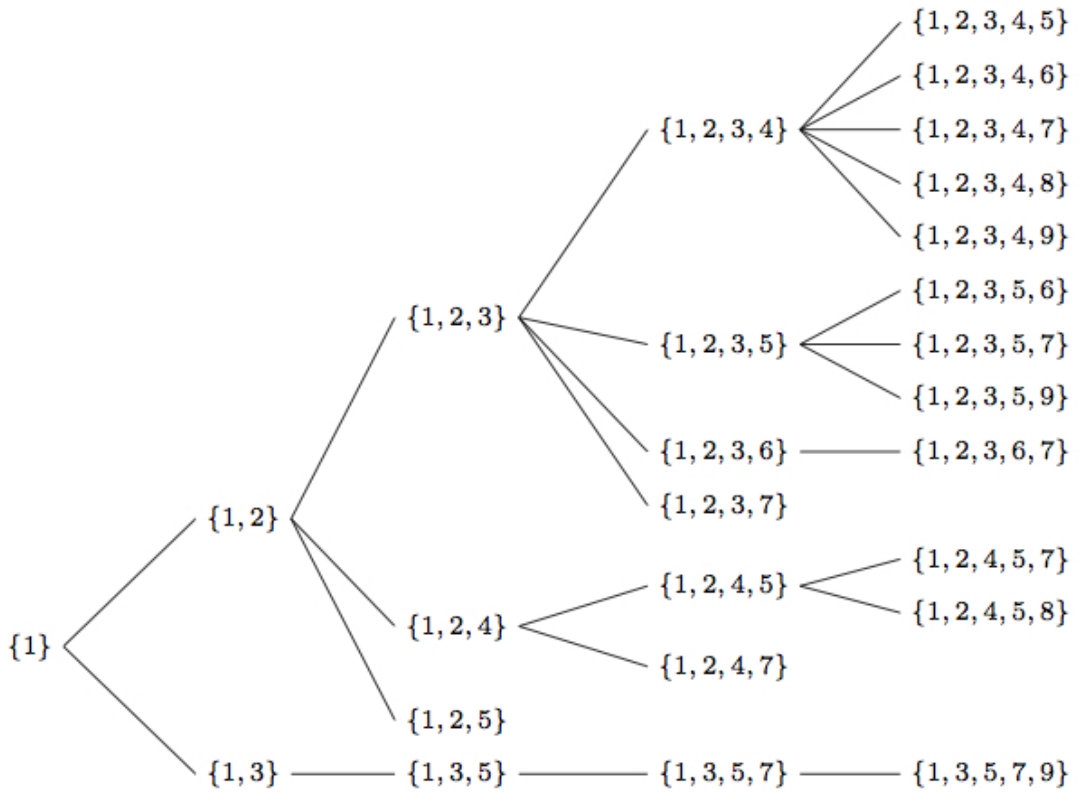 {1, 2, 3, 4, 5}
{1, 2, 3, 4, 6}
{1, 2, 3, 4} {1, 2, 3, 4, 7}
{1, 2, 3, 4, 8}
{1, 2, 3, 4, 9}
{1, 2, 3, 5, 6}
{1, 2, 3} {1, 2, 3, 5} {1, 2, 3, 5, 7}
{1, 2, 3, 5, 9}
{1, 2, 3, 6} {1, 2, 3, 6, 7}
{1, 2} {1, 2, 3, 7}
{1, 2, 4, 5, 7}
{1, 2, 4, 5}
{1, 2, 4, 5, 8}
{1} {1, 2, 4} {1, 2, 4, 7}
{1, 2, 5}
{1, 3} {1, 3, 5} {1, 3, 5, 7} {1, 3, 5, 7, 9}